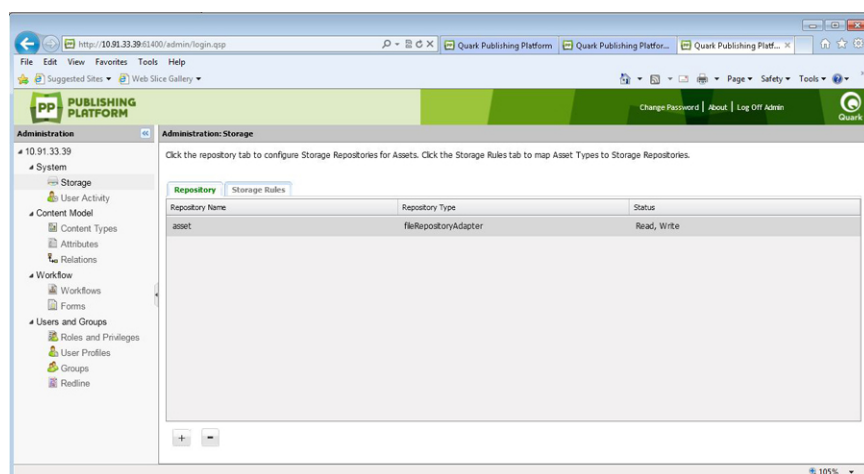 http://10.91.33.39:61400/admin/login.qsp
Quark Publishing Platform
Quark Publishing Platfor...
Quark Publishing Platf...
File Edit View Favorites Tools Help
Suggested Sites Web Slice Gallery
Page Safety Tools
PP PUBLISHING
PLATFORM
Change Password | About | Log Off Admin
Quark
Administration
Administration: Storage
10.91.33.39
Click the repository tab to configure Storage Repositories for Assets. Click the Storage Rules tab to map Asset Types to Storage Repositories.
System
Storage
User Activity
Content Model
Content Types
Attributes
Relations
Workflow
Workflows
Forms
Users and Groups
Roles and Privileges
User Profiles
Groups
Redline
Repository Storage Rules
Repository Name Repository Type Status
asset fileRepositoryAdapter Read, Write
+ -
105%